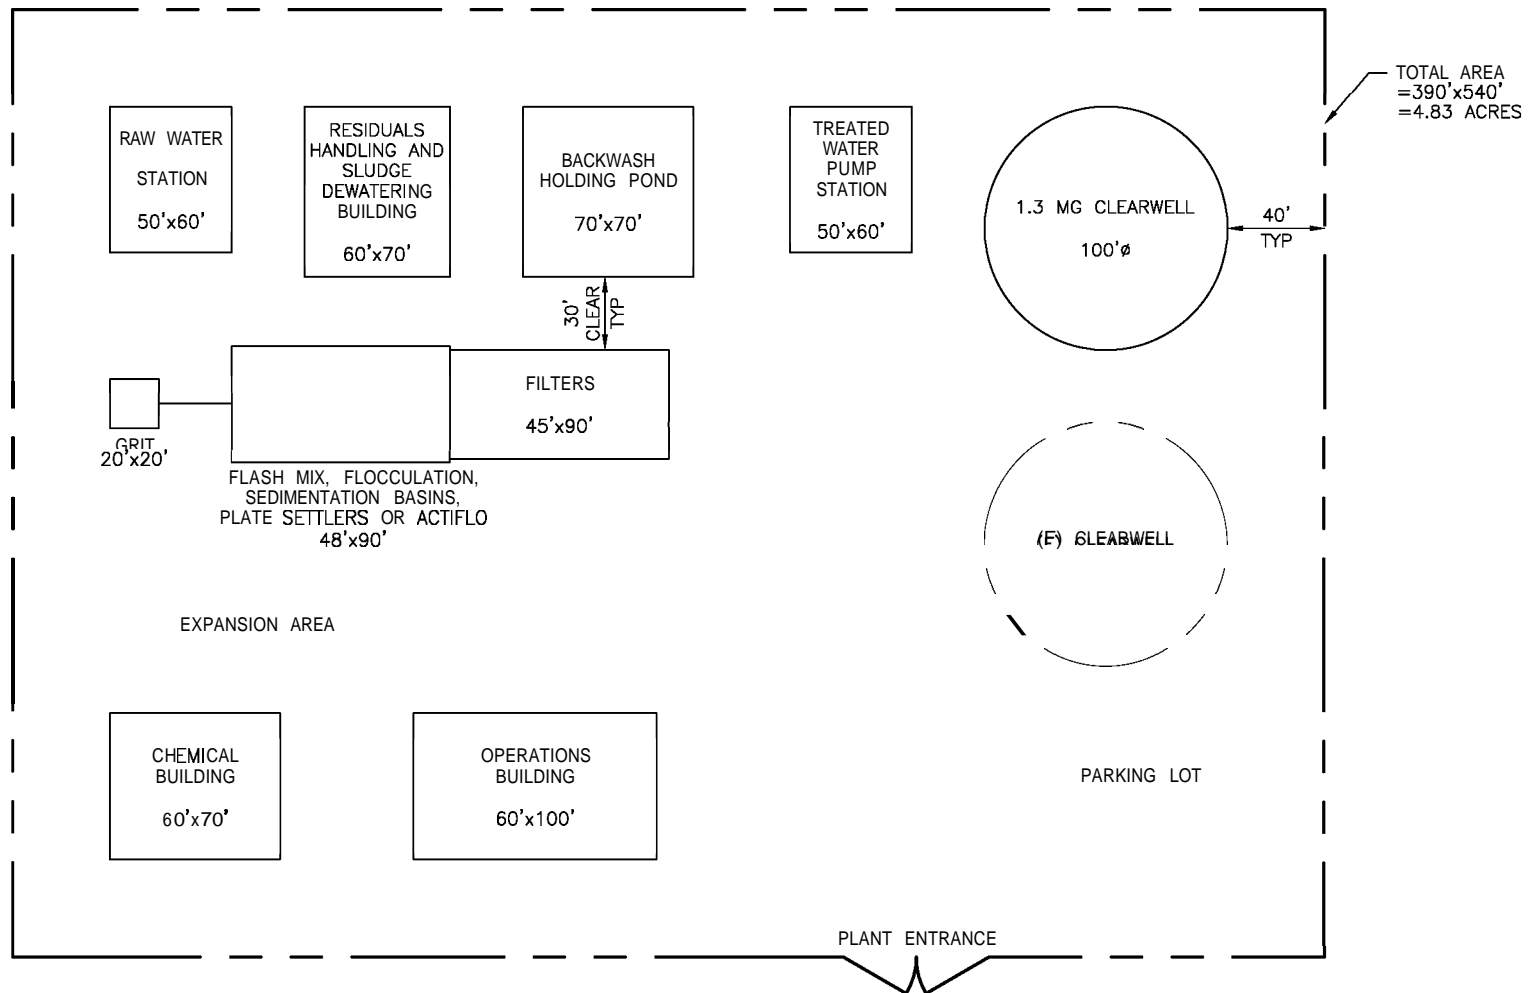 TOTAL AREA
=390'x540'
=4.83 ACRES
RAW WATER
STATION
50'x60'
RESIDUALS
HANDLING AND
SLUDGE
DEWATERING
BUILDING
60'x70'
BACKWASH
HOLDING POND
70'x70'
TREATED
WATER
PUMP
STATION
50'x60'
1.3 MG CLEARWELL
100'ø
40'
TYP
30'
CLEAR
TYP
GRIT
20'x20'
FLASH MIX, FLOCCULATION,
SEDIMENTATION BASINS,
PLATE SETTLERS OR ACTIFLO
48'x90'
FILTERS
45'x90'
(F) CLEARWELL
EXPANSION AREA
CHEMICAL
BUILDING
60'x70'
OPERATIONS
BUILDING
60'x100'
PARKING LOT
PLANT ENTRANCE